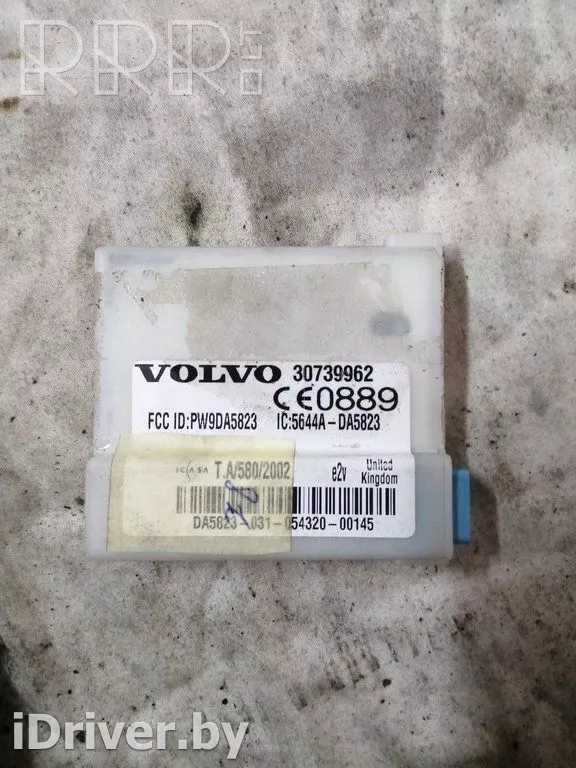 RRR.LT
VOLVO 30739962
CE0889
FCC ID:PW9DA5823 IC:5644A-DA5823
ICASA T.A/560/2002 e2v United Kingdom
DA5823-031-054320-00145
iDriver.by